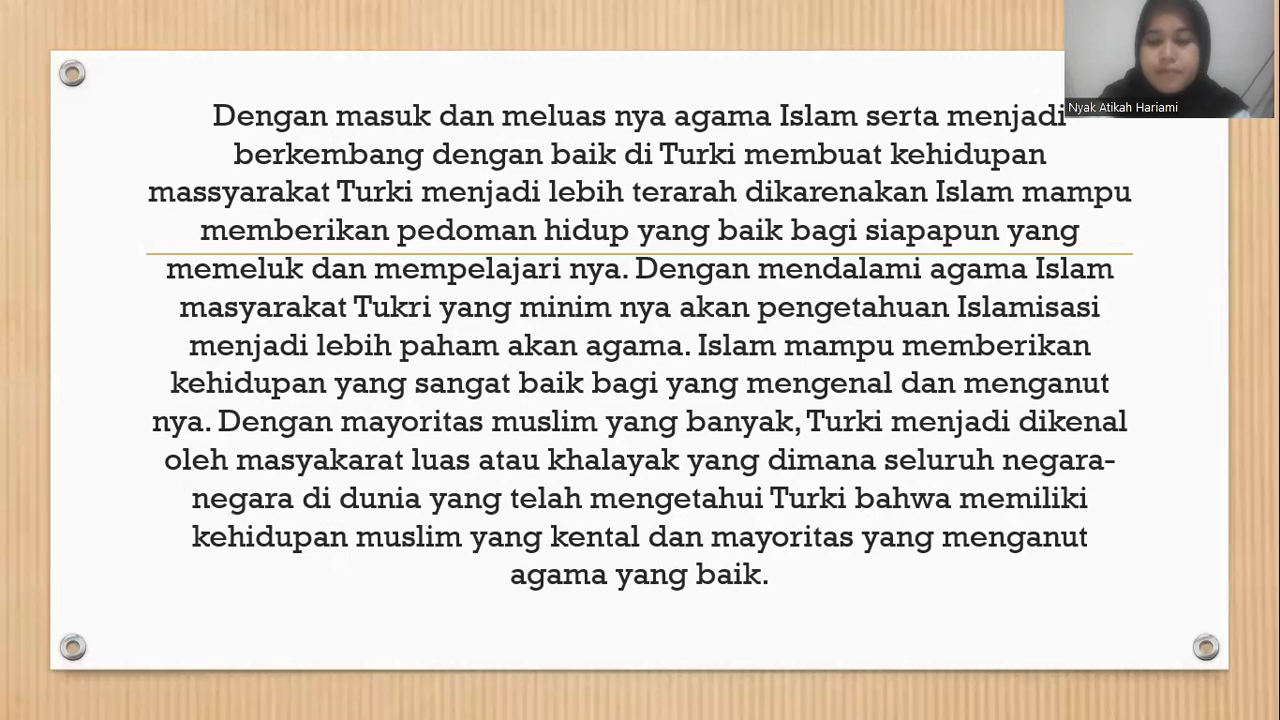 Nyak Atikah Hariami
Dengan masuk dan meluas nya agama Islam serta menjadi
berkembang dengan baik di Turki membuat kehidupan
massyarakat Turki menjadi lebih terarah dikarenakan Islam mampu
memberikan pedoman hidup yang baik bagi siapapun yang
memeluk dan mempelajari nya. Dengan mendalami agama Islam
masyarakat Tukri yang minim nya akan pengetahuan Islamisasi
menjadi lebih paham akan agama. Islam mampu memberikan
kehidupan yang sangat baik bagi yang mengenal dan menganut
nya. Dengan mayoritas muslim yang banyak, Turki menjadi dikenal
oleh masyakarat luas atau khalayak yang dimana seluruh negara-
negara di dunia yang telah mengetahui Turki bahwa memiliki
kehidupan muslim yang kental dan mayoritas yang menganut
agama yang baik.